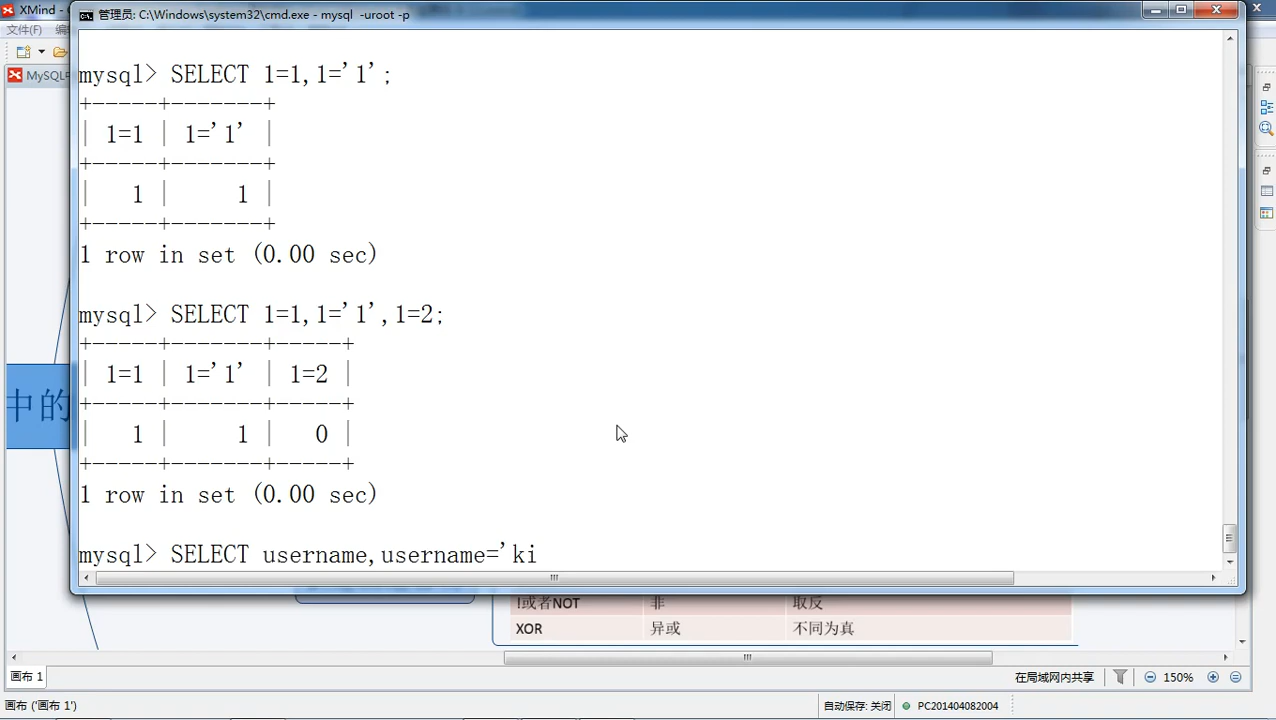 XMind
管理员: C:\Windows\system32\cmd.exe - mysql -uroot -p
文件(F)
MySQL
mysql> SELECT 1=1,1='1';
+-----+-------+
| 1=1 | 1='1' |
+-----+-------+
|   1 |     1 |
+-----+-------+
1 row in set (0.00 sec)
mysql> SELECT 1=1,1='1',1=2;
+-----+-------+-----+
| 1=1 | 1='1' | 1=2 |
+-----+-------+-----+
|   1 |     1 |   0 |
+-----+-------+-----+
1 row in set (0.00 sec)
中的
mysql> SELECT username,username='ki
!或者NOT 非 取反
XOR 异或 不同为真
画布 1
在局域网内共享 150%
画布 ('画布 1')
自动保存: 关闭 PC201404082004